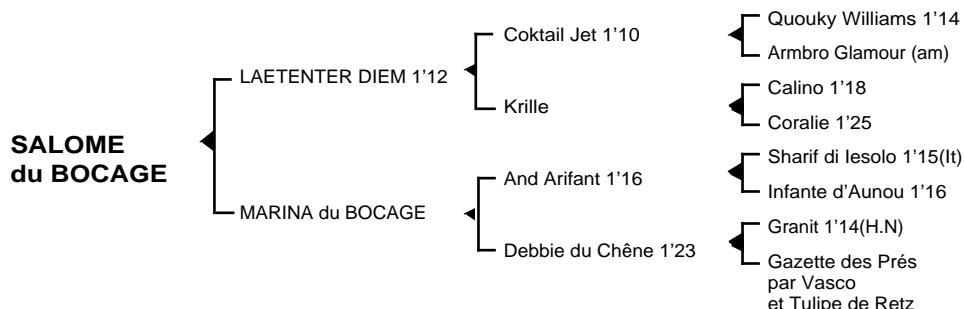 Quouky Williams 1'14
Coktail Jet 1'10
Armbro Glamour (am)
LAETENTER DIEM 1'12
Calino 1'18
Krille
Coralie 1'25
SALOME
du BOCAGE
Sharif di Iesolo 1'15(It)
And Arifant 1'16
Infante d'Aunou 1'16
MARINA du BOCAGE
Granit 1'14(H.N)
Debbie du Chêne 1'23
Gazette des Prés
par Vasco
et Tulipe de Retz